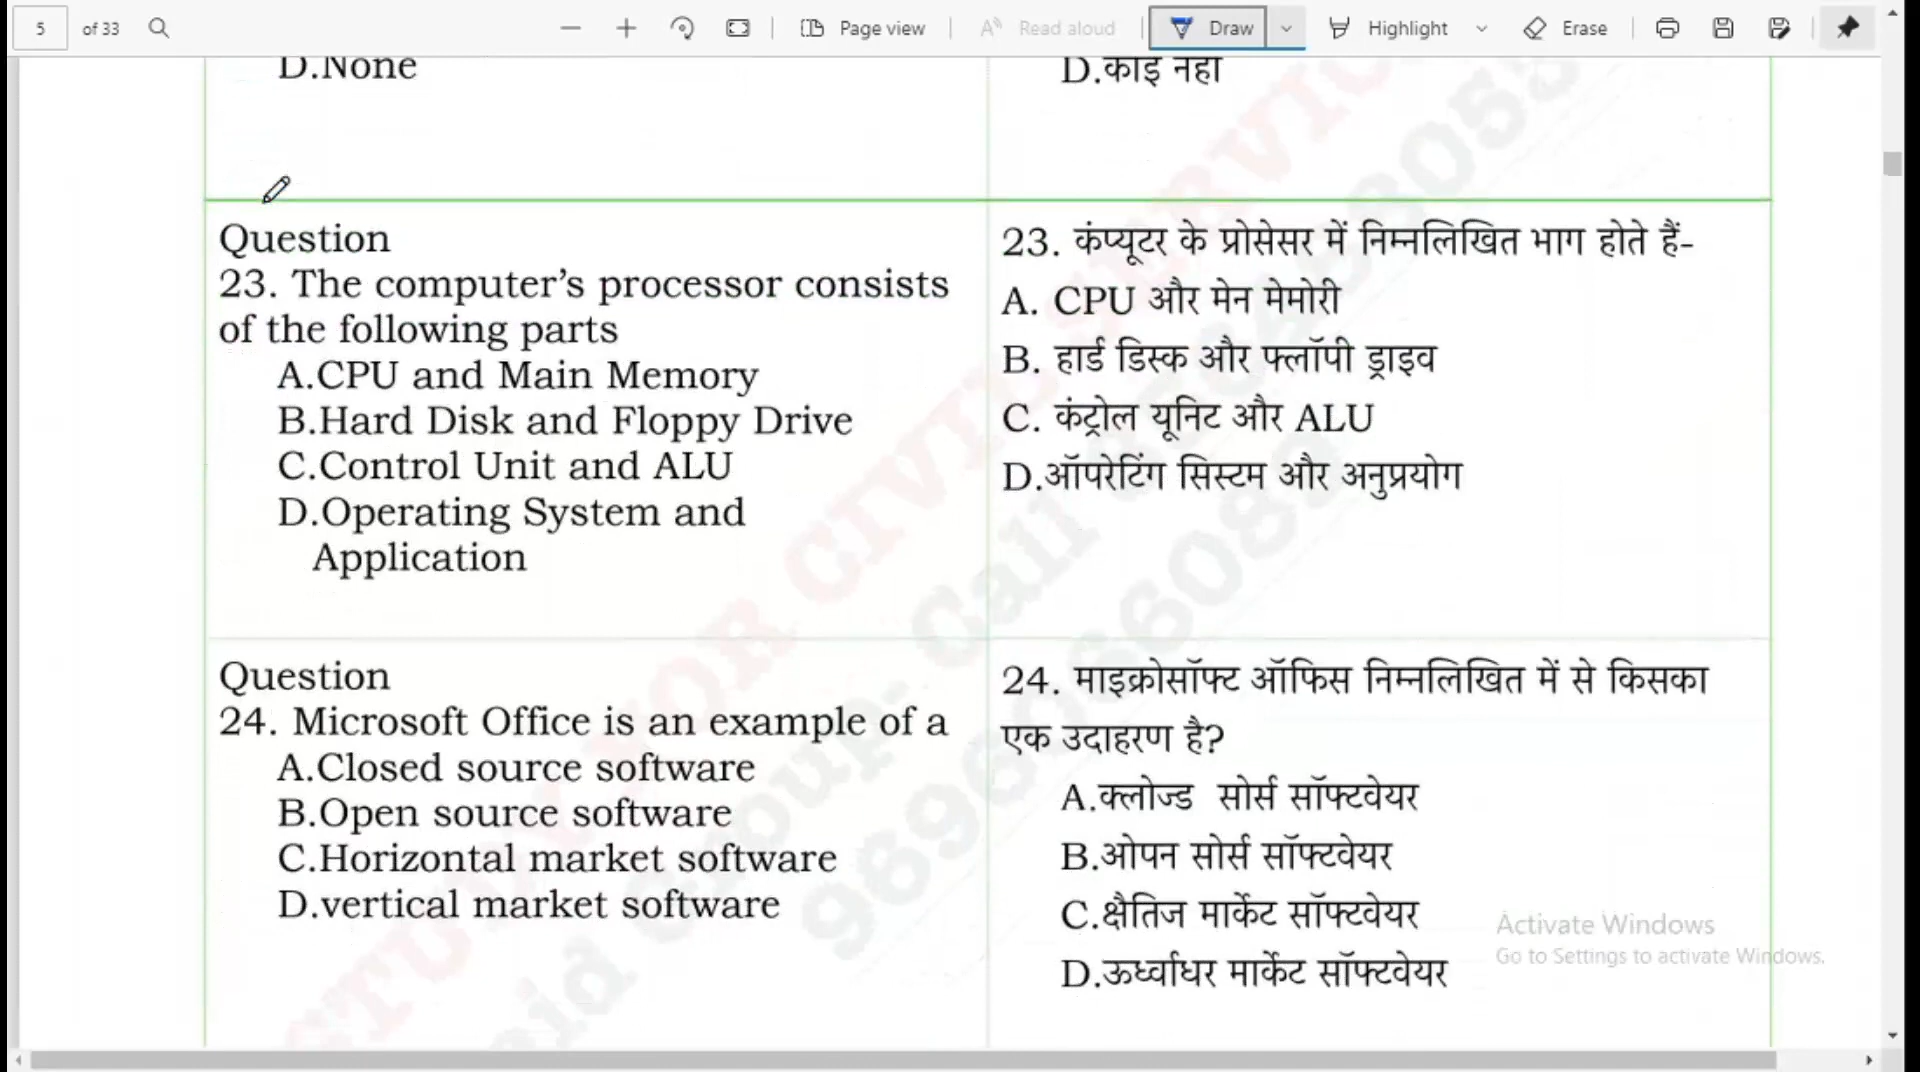 5 of 33 Page view Read aloud Draw Highlight Erase
D.None
D.कोई नहीं
Question
23. The computer’s processor consists
of the following parts
A.CPU and Main Memory
B.Hard Disk and Floppy Drive
C.Control Unit and ALU
D.Operating System and
Application
23. कंप्यूटर के प्रोसेसर में निम्नलिखित भाग होते हैं-
A. CPU और मेन मेमोरी
B. हार्ड डिस्क और फ्लॉपी ड्राइव
C. कंट्रोल यूनिट और ALU
D.ऑपरेटिंग सिस्टम और अनुप्रयोग
Question
24. Microsoft Office is an example of a
A.Closed source software
B.Open source software
C.Horizontal market software
D.vertical market software
24. माइक्रोसॉफ्ट ऑफिस निम्नलिखित में से किसका
एक उदाहरण है?
A.क्लोज्ड सोर्स सॉफ्टवेयर
B.ओपन सोर्स सॉफ्टवेयर
C.क्षैतिज मार्केट सॉफ्टवेयर
D.ऊर्ध्वाधर मार्केट सॉफ्टवेयर
Activate Windows
Go to Settings to activate Windows.